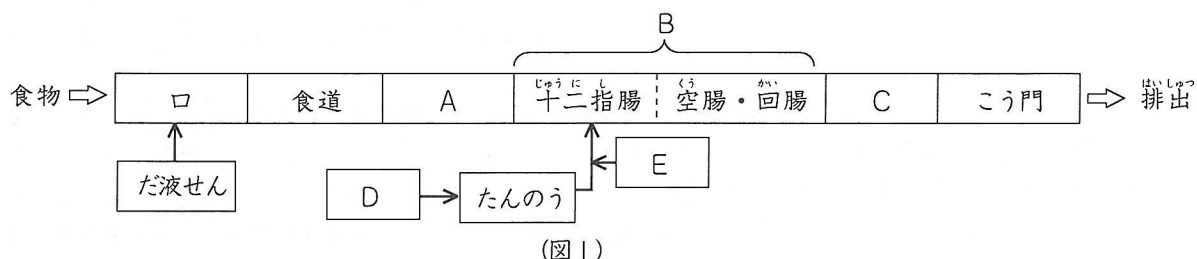 B
じゅうにし くう かい はいしゅつ
食物 口 食道 A 十二指腸 空腸・回腸 C こう門 排出
だ液せん D たんのう E
(図1)